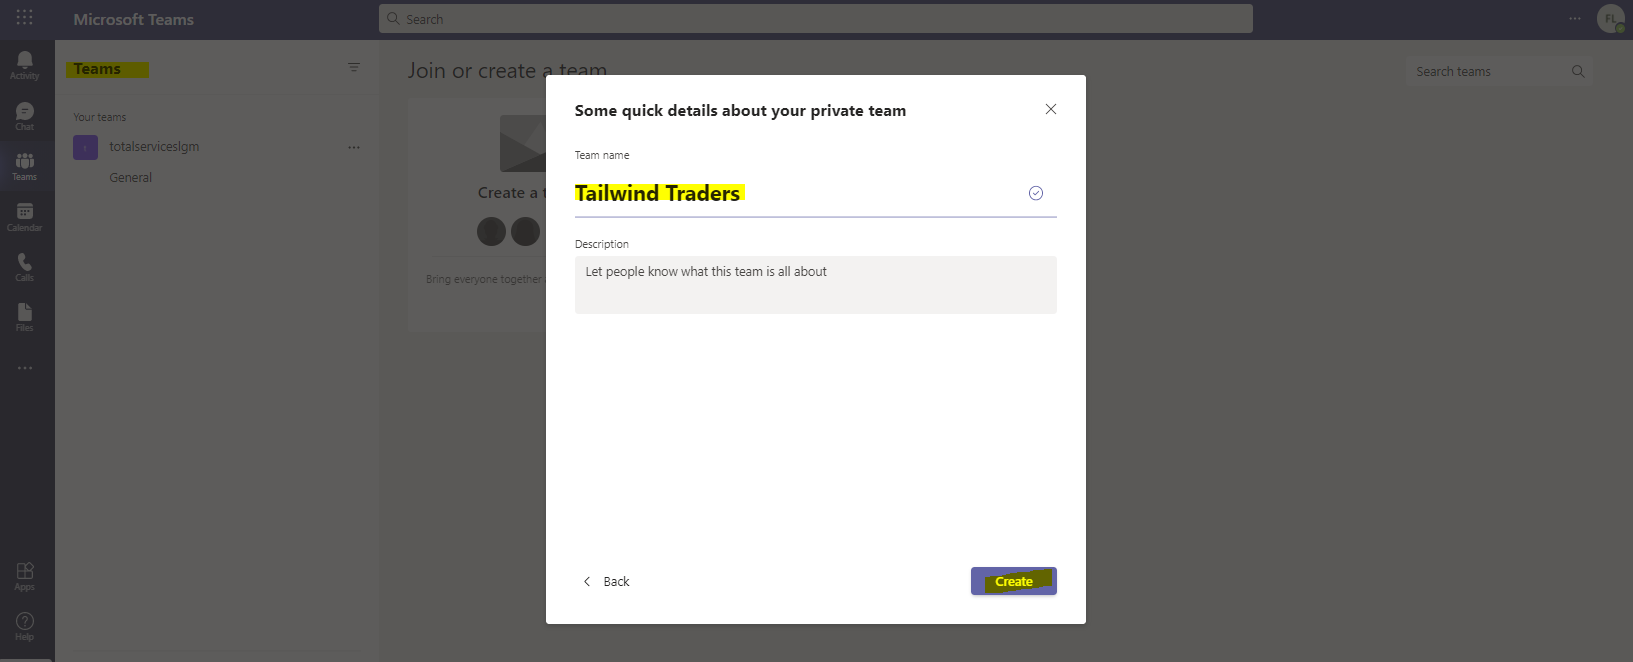 Microsoft Teams
Search
FL
Activity
Chat
Teams
Calendar
Calls
Files
Apps
Help
Teams
Your teams
totalserviceslgm
General
Join or create a team
Search teams
Create a t
Bring everyone together
Some quick details about your private team
Team name
Tailwind Traders
Description
Let people know what this team is all about
Back
Create